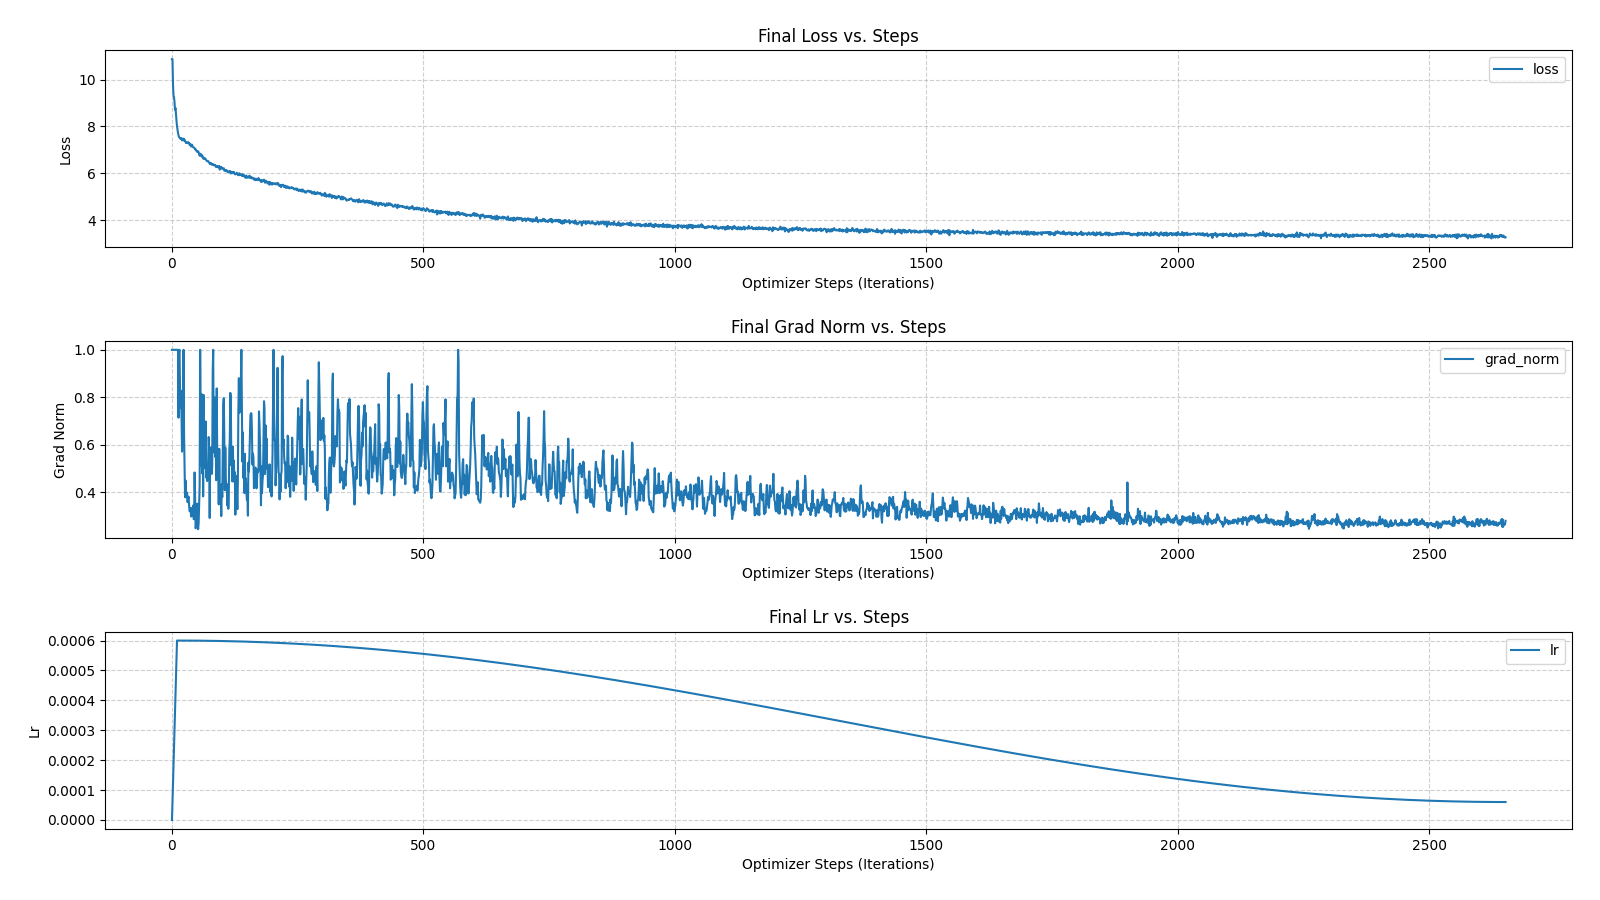 Final Loss vs. Steps
Loss
10
8
6
4
loss
0 500 1000 1500 2000 2500
Optimizer Steps (Iterations)
Final Grad Norm vs. Steps
Grad Norm
1.0
0.8
0.6
0.4
grad_norm
0 500 1000 1500 2000 2500
Optimizer Steps (Iterations)
Final Lr vs. Steps
Lr
0.0006
0.0005
0.0004
0.0003
0.0002
0.0001
0.0000
lr
0 500 1000 1500 2000 2500
Optimizer Steps (Iterations)